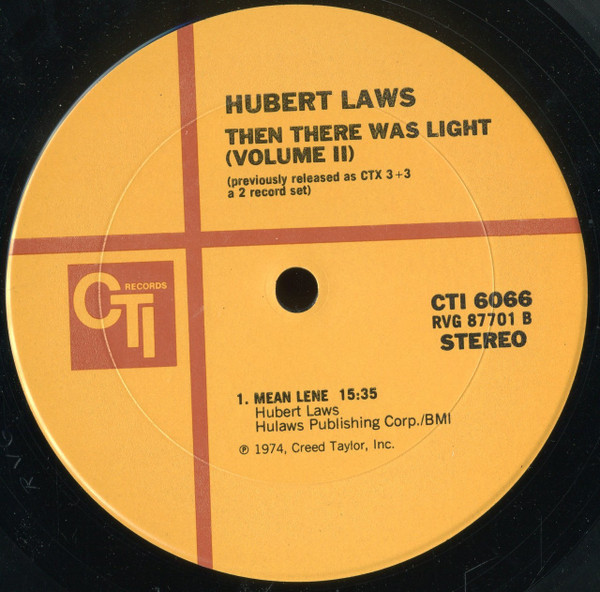 HUBERT LAWS
THEN THERE WAS LIGHT
(VOLUME II)
(previously released as CTX 3+3
a 2 record set)
CTI RECORDS
CTI 6066
RVG 87701 B
STEREO
1. MEAN LENE 15:35
Hubert Laws
Hulaws Publishing Corp./BMI
℗ 1974, Creed Taylor, Inc.
RVG